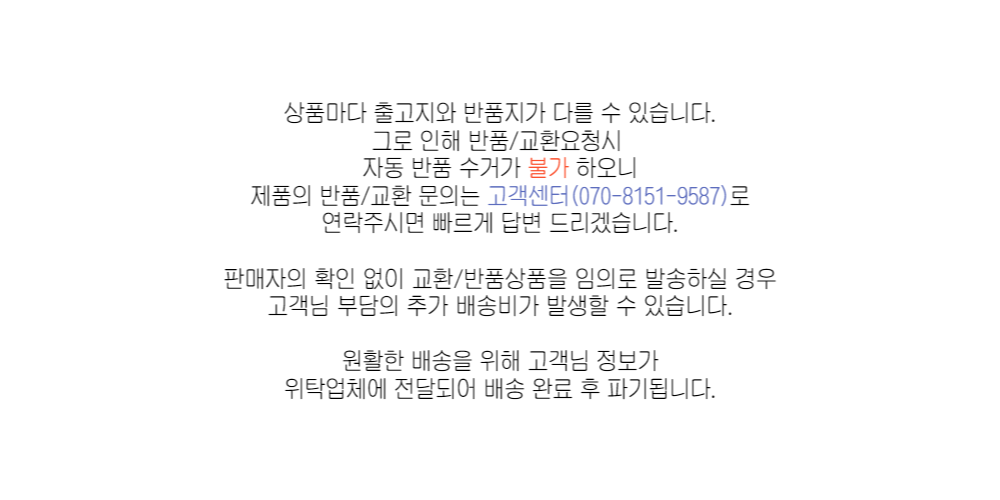 상품마다 출고지와 반품지가 다를 수 있습니다.
그로 인해 반품/교환요청시
자동 반품 수거가 불가 하오니
제품의 반품/교환 문의는 고객센터(070-8151-9587)로
연락주시면 빠르게 답변 드리겠습니다.
판매자의 확인 없이 교환/반품상품을 임의로 발송하실 경우
고객님 부담의 추가 배송비가 발생할 수 있습니다.
원활한 배송을 위해 고객님 정보가
위탁업체에 전달되어 배송 완료 후 파기됩니다.